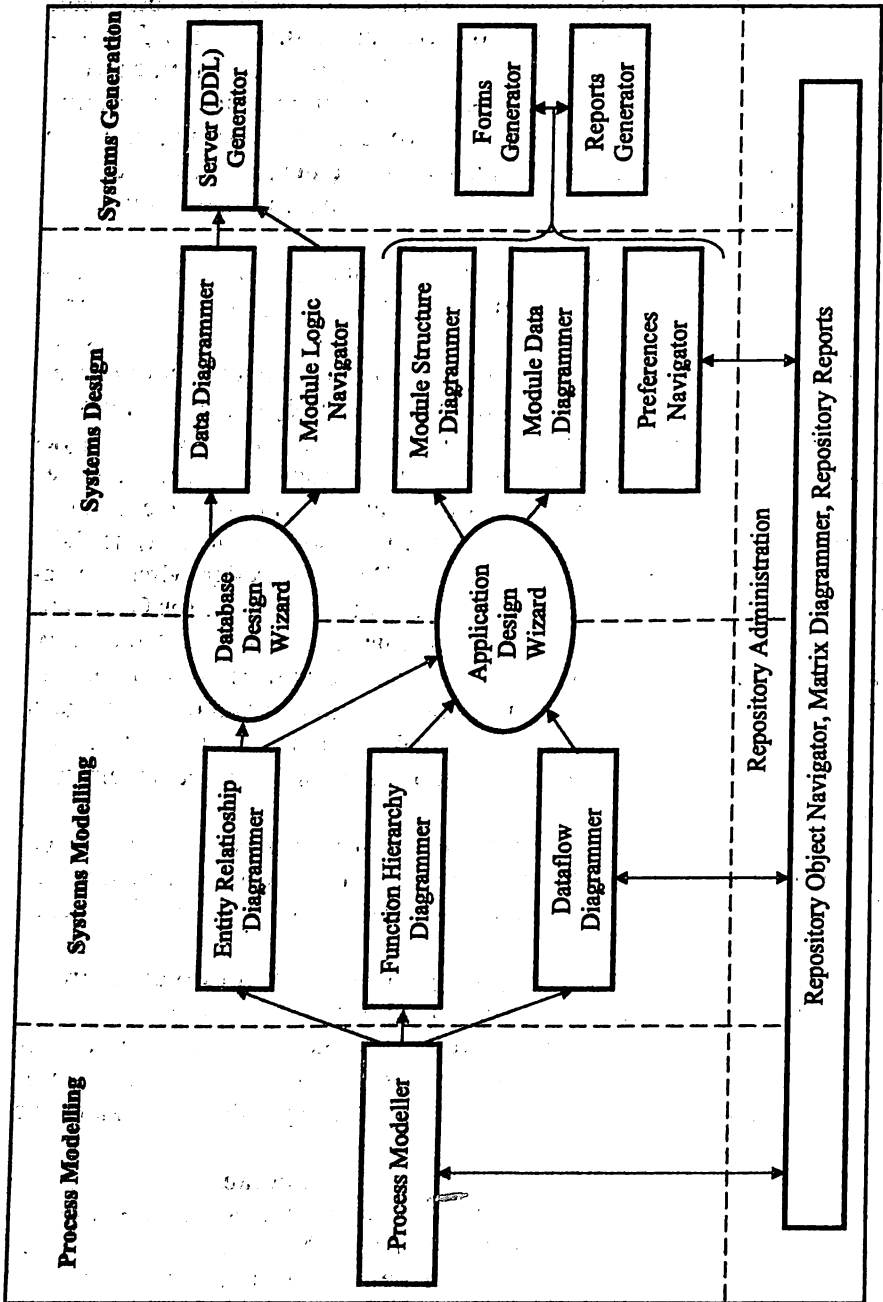 Process Modelling
Systems Modelling
Systems Design
Systems Generation
Process Modeller
Entity Relatioship
Diagrammer
Function Hierarchy
Diagrammer
Dataflow
Diagrammer
Database
Design
Wizard
Application
Design
Wizard
Data Diagrammer
Module Logic
Navigator
Module Structure
Diagrammer
Module Data
Diagrammer
Preferences
Navigator
Server (DDL)
Generator
Forms
Generator
Reports
Generator
Repository Administration
Repository Object Navigator, Matrix Diagrammer, Repository Reports